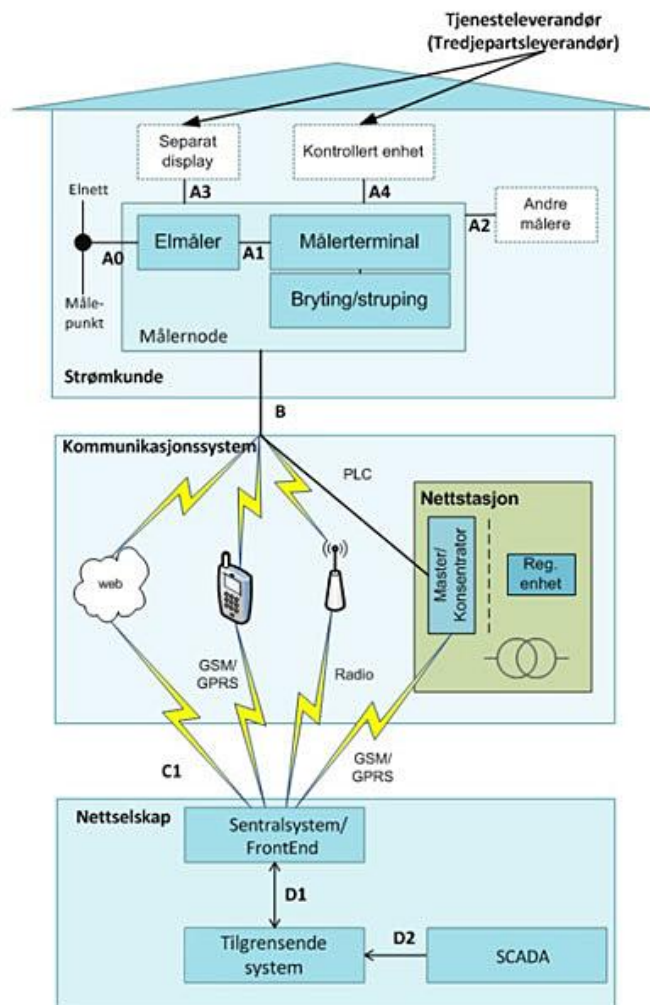 Tjenesteleverandør
(Tredjepartsleverandør)
Separat
display
Kontrollert enhet
Elnett
A3
A4
Andre
målere
A2
Elmåler
A1
Målerterminal
A0
Bryting/struping
Måle-
punkt
Målernode
Strømkunde
B
Kommunikasjonssystem
PLC
Nettstasjon
Master/
Konsentrator
Reg.
enhet
web
GSM/
GPRS
Radio
GSM/
GPRS
C1
Nettselskap
Sentralsystem/
FrontEnd
D1
Tilgrensende
system
D2
SCADA